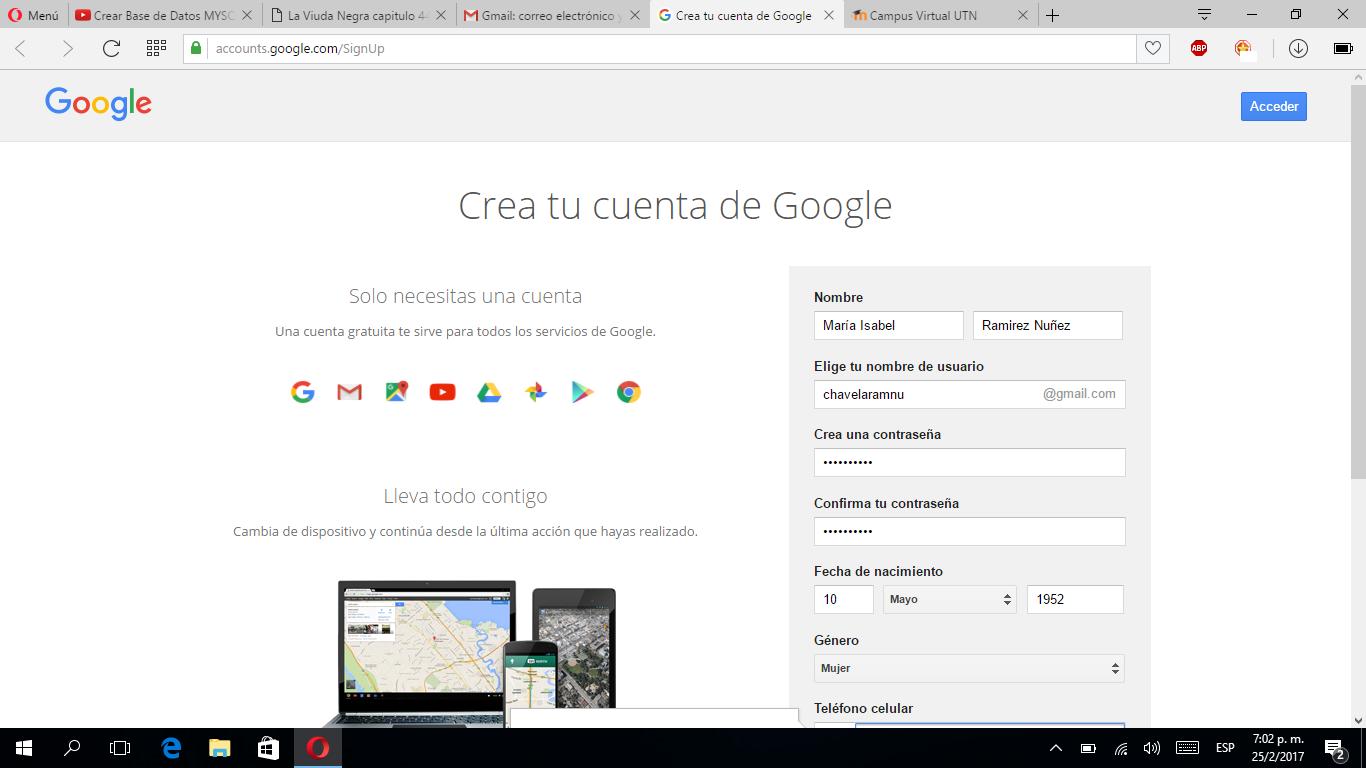 Menú
Crear Base de Datos MYSC
La Viuda Negra capitulo 44
Gmail: correo electrónico y
Crea tu cuenta de Google
Campus Virtual UTN
accounts.google.com/SignUp
ABP
Google
Acceder
Crea tu cuenta de Google
Solo necesitas una cuenta
Una cuenta gratuita te sirve para todos los servicios de Google.
Lleva todo contigo
Cambia de dispositivo y continúa desde la última acción que hayas realizado.
Nombre
María Isabel
Ramirez Nuñez
Elige tu nombre de usuario
chavelaramnu
@gmail.com
Crea una contraseña
••••••••••
Confirma tu contraseña
••••••••••
Fecha de nacimiento
10
Mayo
1952
Género
Mujer
Teléfono celular
ESP
7:02 p. m.
25/2/2017
2